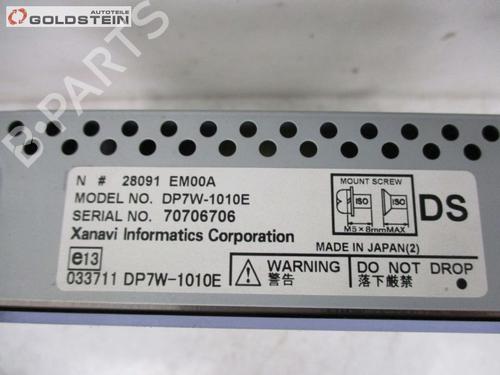 AUTOTEILE
GOLDSTEIN
B-PARTS
N # 28091 EM00A
MODEL NO. DP7W-1010E
SERIAL NO. 70706706
Xanavi Informatics Corporation
MOUNT SCREW
ISO ISO
M5×8mmMAX
DS
MADE IN JAPAN(2)
e13
033711 DP7W-1010E
WARNING
警告
DO NOT DROP
落下厳禁